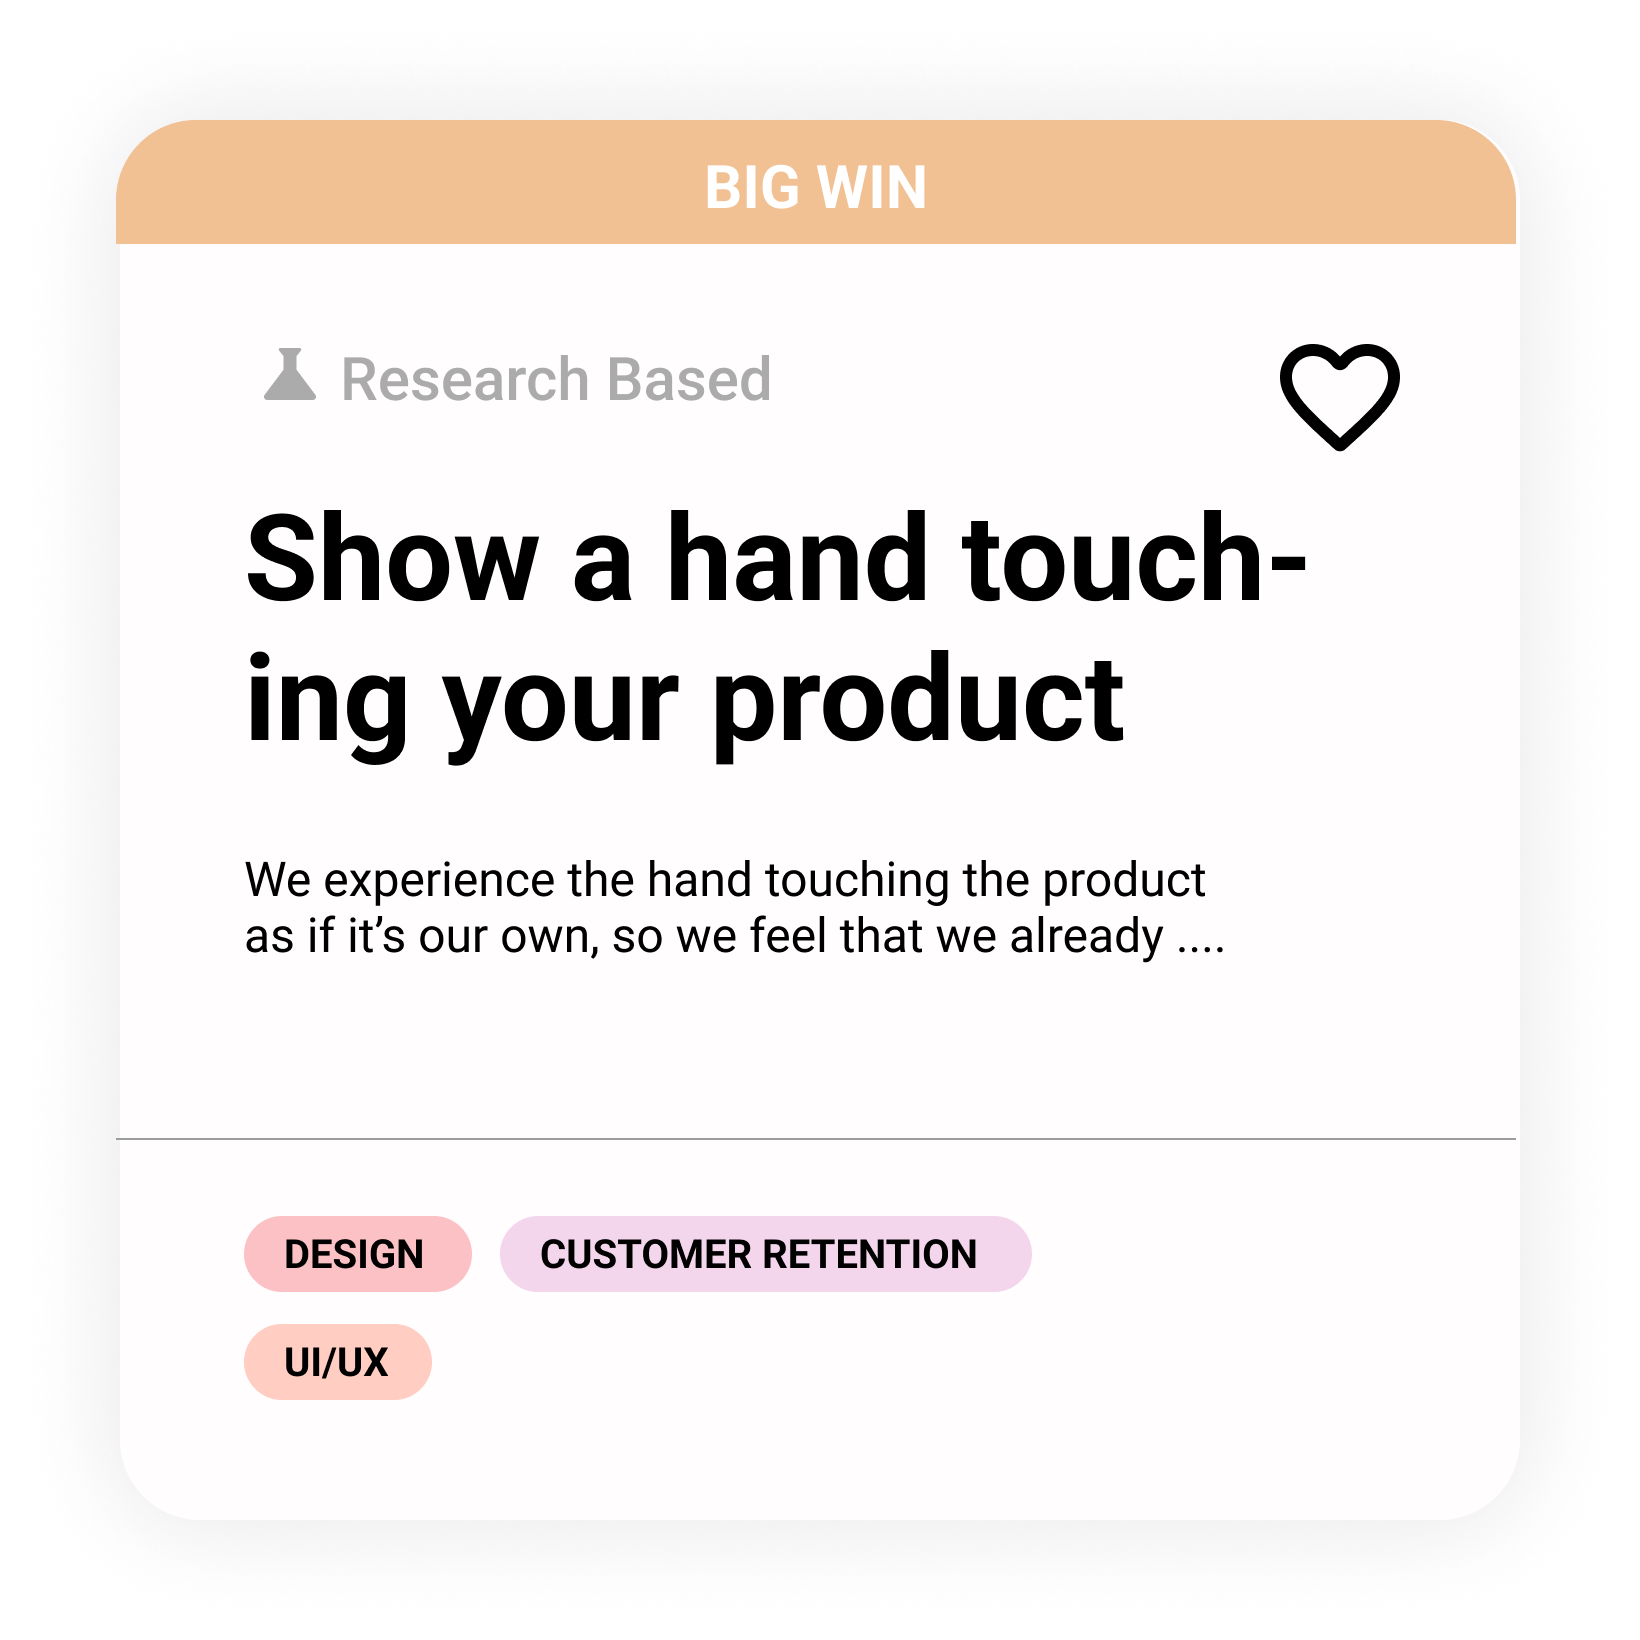 BIG WIN
Research Based
Show a hand touch-
ing your product
We experience the hand touching the product
as if it’s our own, so we feel that we already ....
DESIGN
CUSTOMER RETENTION
UI/UX